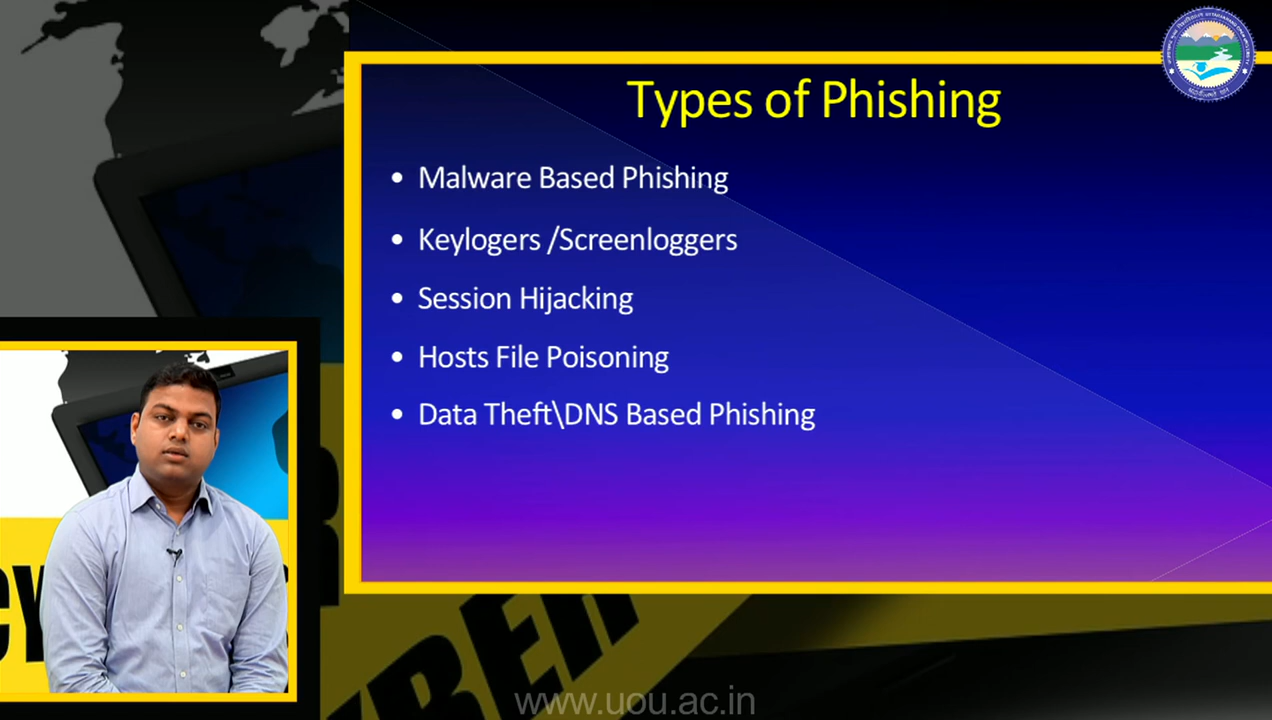 Types of Phishing
• Malware Based Phishing
• Keylogers /Screenloggers
• Session Hijacking
• Hosts File Poisoning
• Data Theft\DNS Based Phishing
www.uou.ac.in